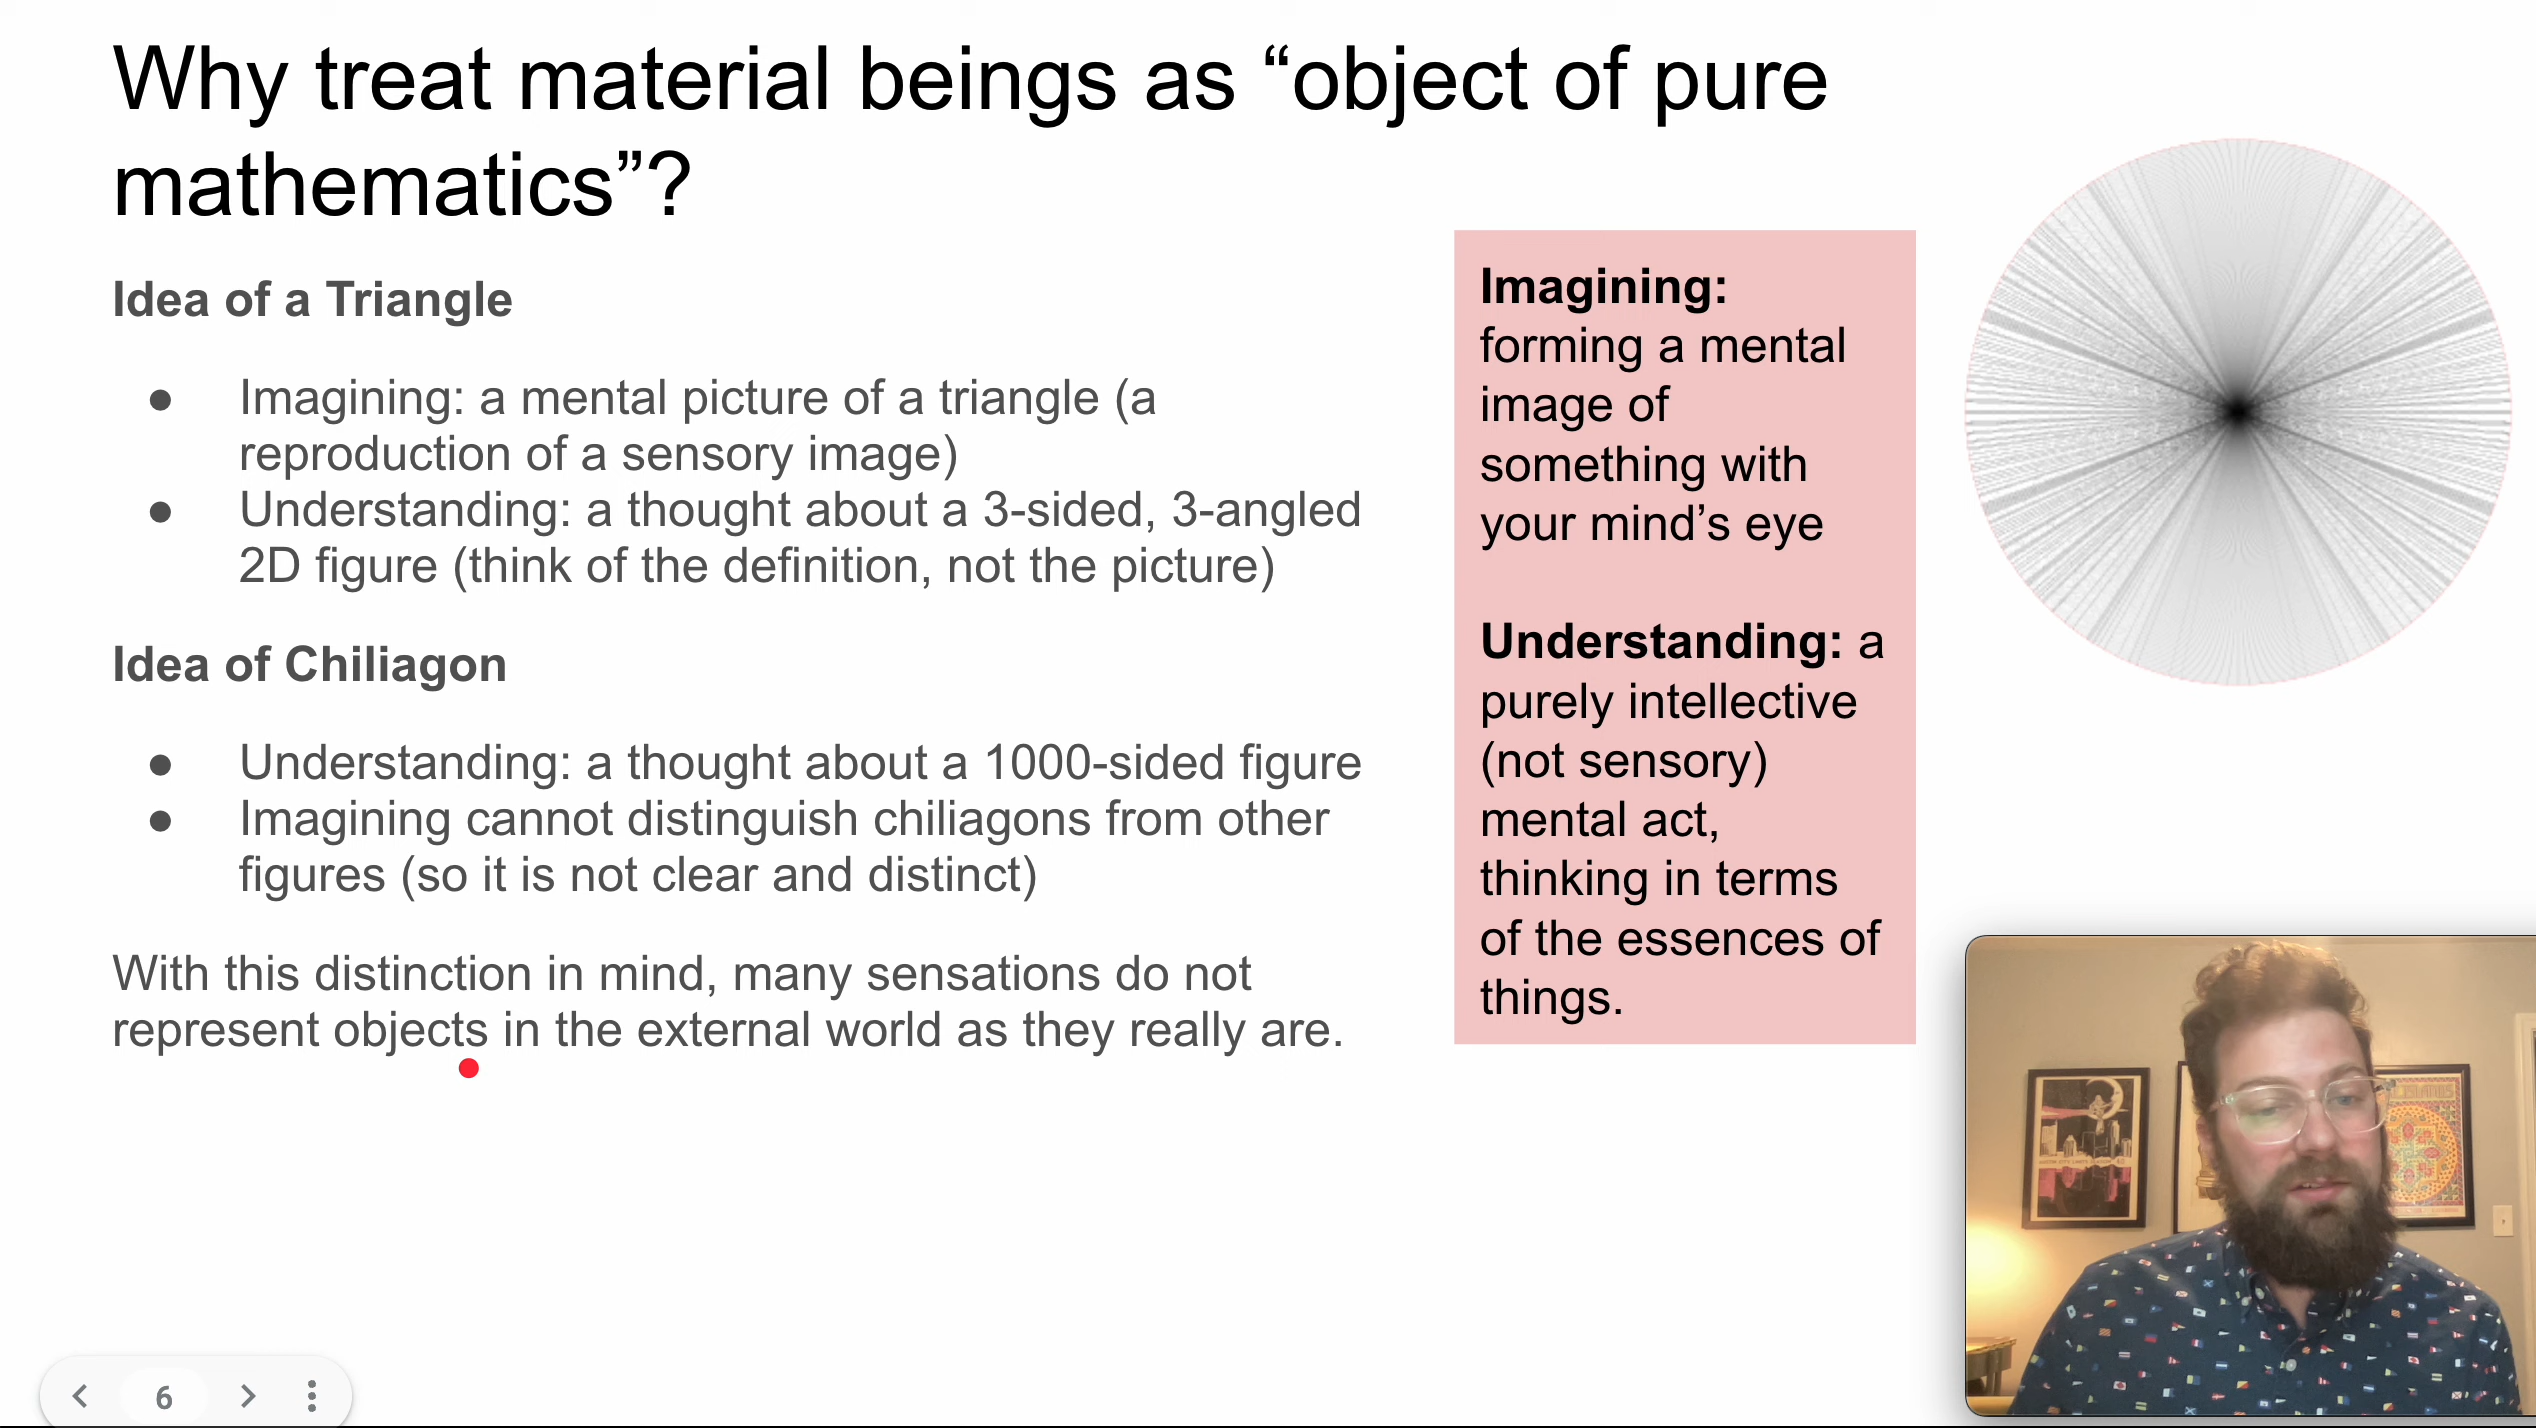 Why treat material beings as “object of pure
mathematics”?
Idea of a Triangle
● Imagining: a mental picture of a triangle (a
reproduction of a sensory image)
● Understanding: a thought about a 3-sided, 3-angled
2D figure (think of the definition, not the picture)
Idea of Chiliagon
● Understanding: a thought about a 1000-sided figure
● Imagining cannot distinguish chiliagons from other
figures (so it is not clear and distinct)
With this distinction in mind, many sensations do not
represent objects in the external world as they really are.
Imagining:
forming a mental
image of
something with
your mind’s eye
Understanding: a
purely intellective
(not sensory)
mental act,
thinking in terms
of the essences of
things.
6